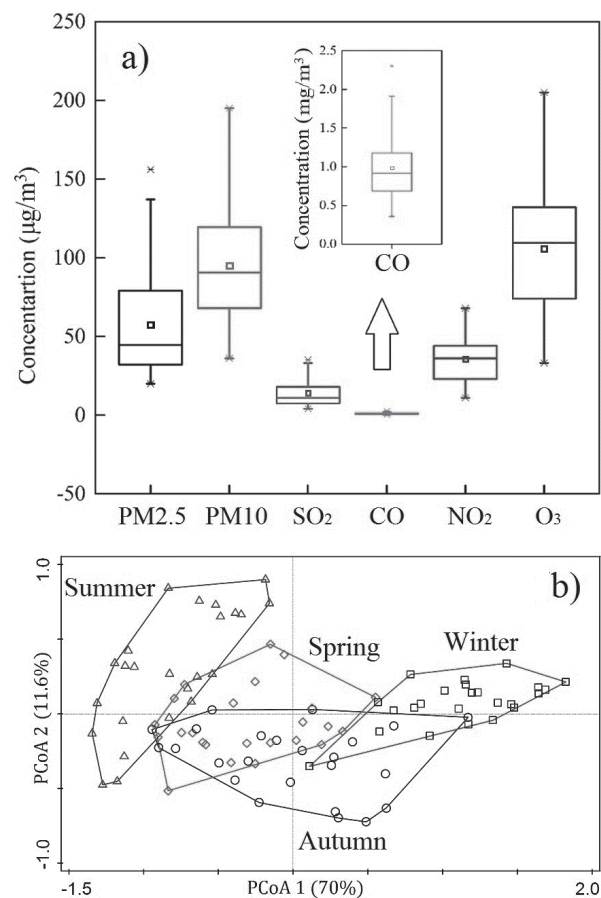 a)
Concentartion (µg/m³)
250
200
150
100
50
0
-50
PM2.5 PM10 SO₂ CO NO₂ O₃
Concentration (mg/m³)
2.5
2.0
1.5
1.0
0.5
0.0
CO
b)
Summer
Spring
Winter
Autumn
PCoA 2 (11.6%)
1.0
-1.0
-1.5 PCoA 1 (70%) 2.0